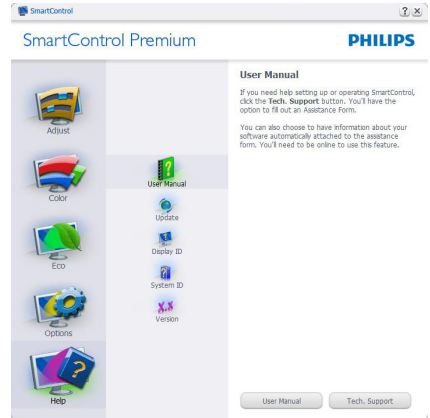 SmartControl
SmartControl Premium
PHILIPS
Adjust
Color
Eco
Options
Help
User Manual
Update
Display ID
System ID
X.x
Version
User Manual
If you need help setting up or operating SmartControl,
click the Tech. Support button. You'll have the
option to fill out an Assistance Form.
You can also choose to have information about your
software automatically attached to the assistance
form. You'll need to be online to use this feature.
User Manual
Tech. Support